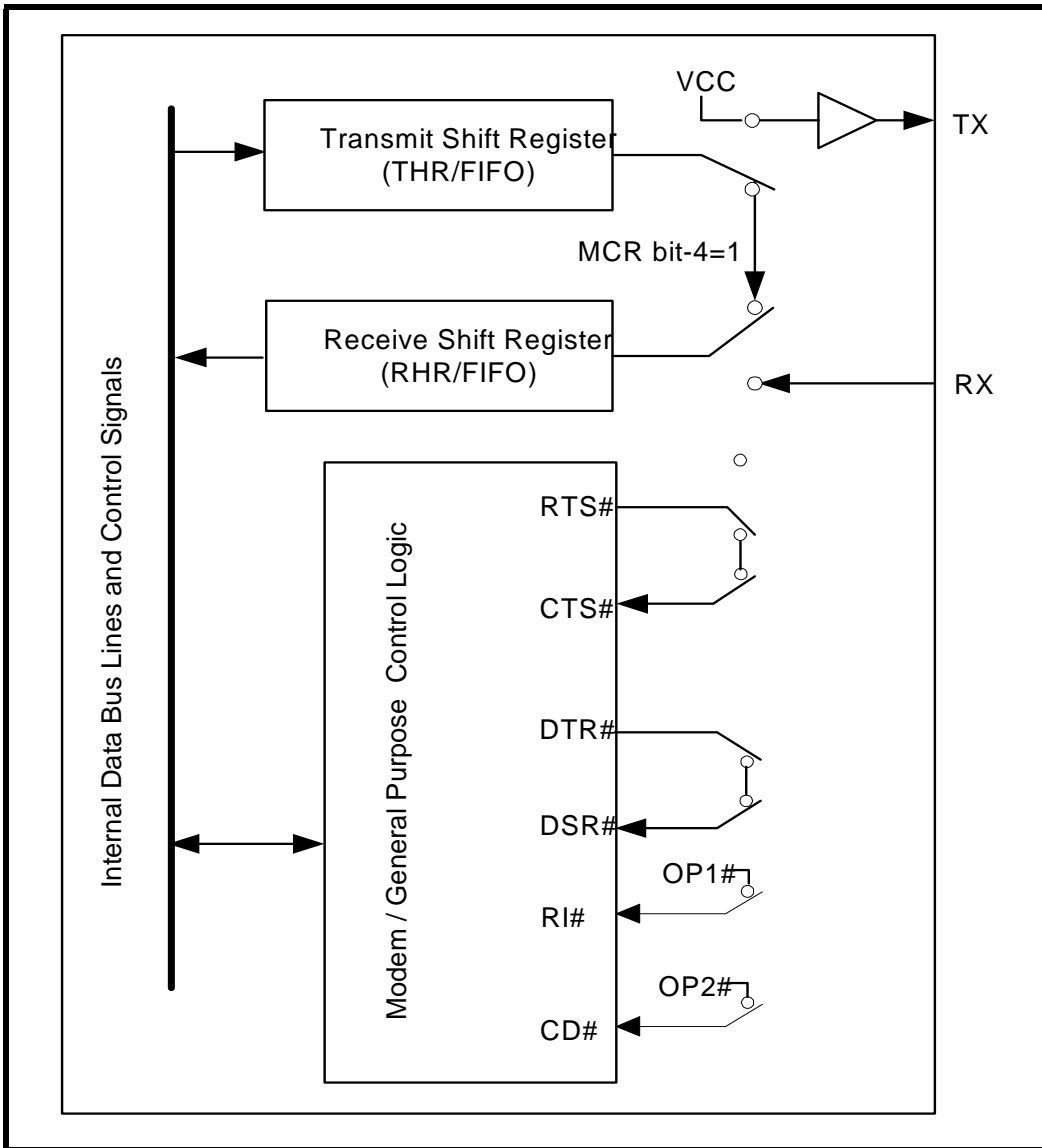 VCC
TX
Transmit Shift Register
(THR/FIFO)
MCR bit-4=1
Receive Shift Register
(RHR/FIFO)
RX
Internal Data Bus Lines and Control Signals
Modem / General Purpose Control Logic
RTS#
CTS#
DTR#
DSR#
OP1#
RI#
OP2#
CD#